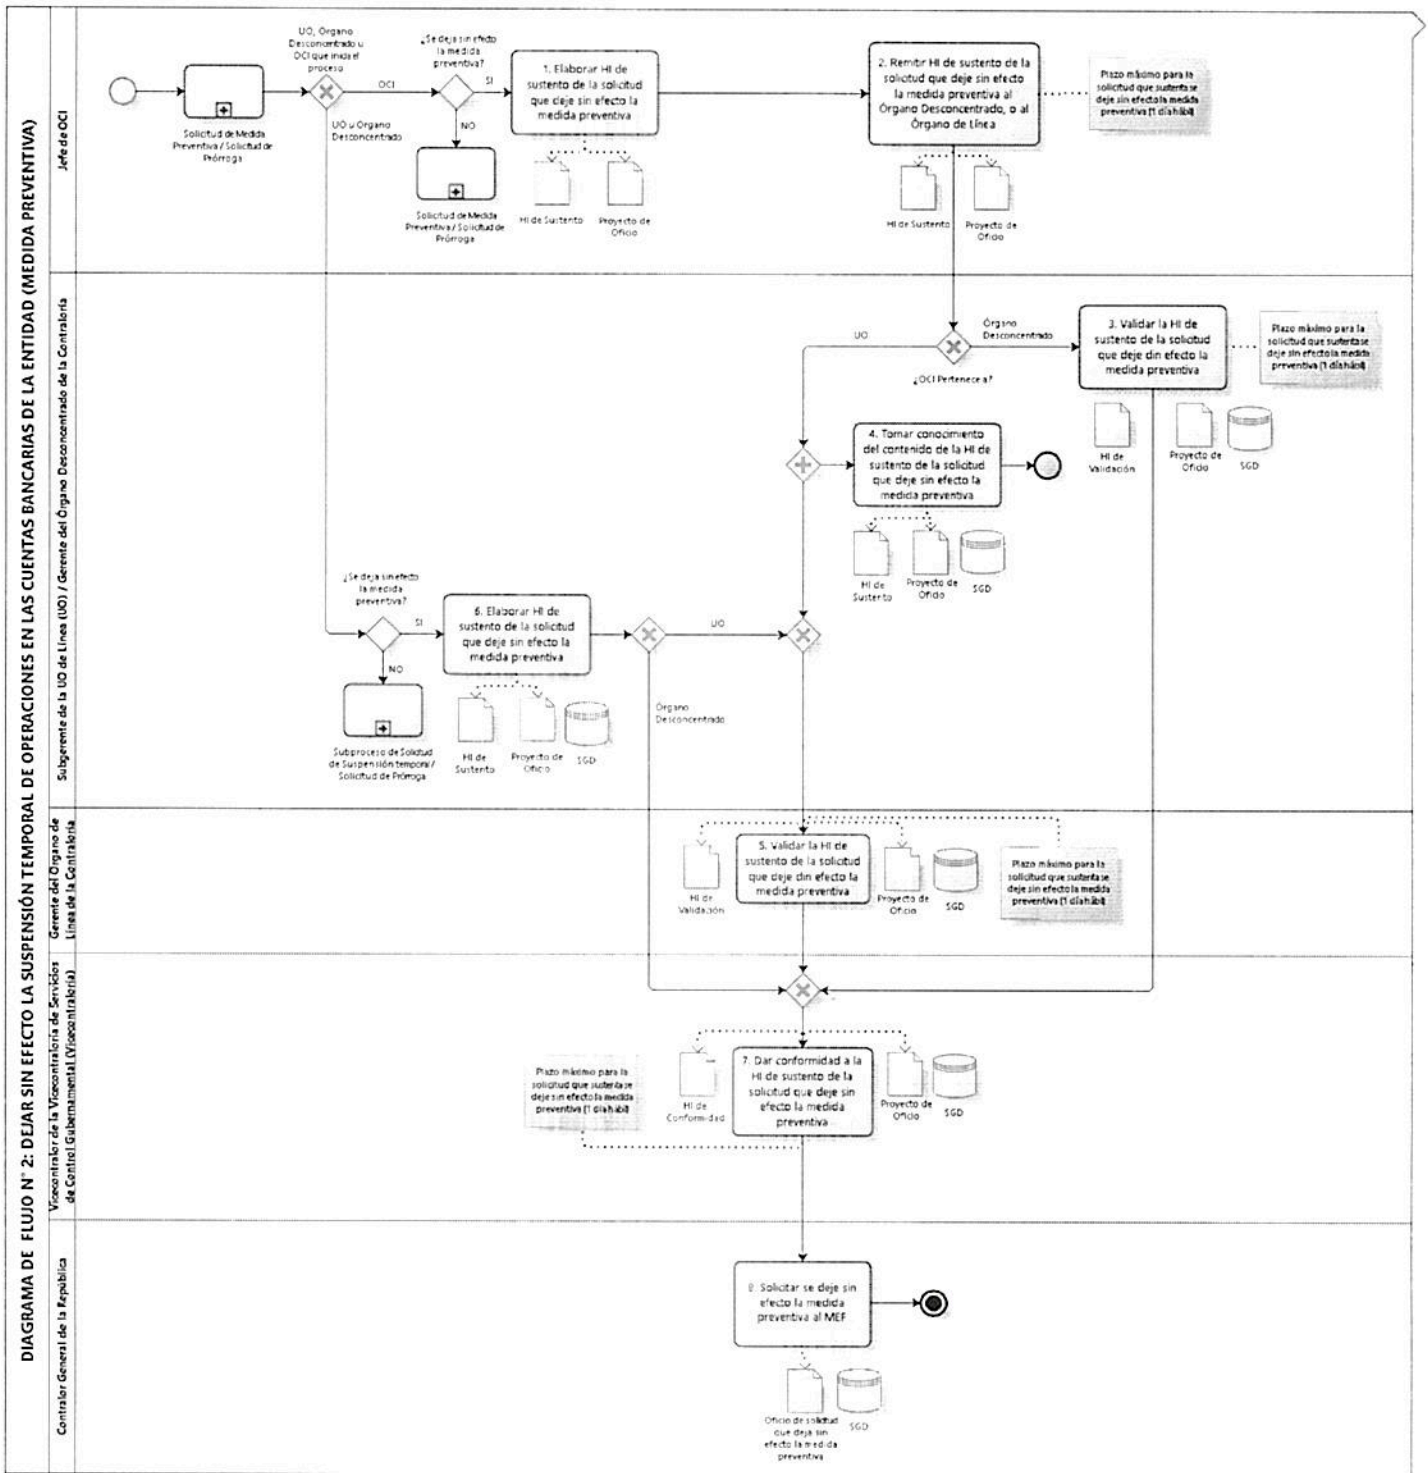 DIAGRAMA DE FLUJO N° 2: DEJAR SIN EFECTO LA SUSPENSIÓN TEMPORAL DE OPERACIONES EN LAS CUENTAS BANCARIAS DE LA ENTIDAD (MEDIDA PREVENTIVA)
Jefe de OCI
Solicitud de Medida
Preventiva / Solicitud de
Prórroga
UO, Órgano
Desconcentrado u
OCI que inicia el
proceso
OCI
UO u Órgano
Desconcentrado
¿Se deja sin efecto
la medida
preventiva?
SI
NO
Solicitud de Medida
Preventiva / Solicitud de
Prórroga
1. Elaborar HI de
sustento de la solicitud
que deje sin efecto la
medida preventiva
HI de Sustento
Proyecto de
Oficio
2. Remitir HI de sustento de la
solicitud que deje sin efecto
la medida preventiva al
Órgano Desconcentrado, o al
Órgano de Línea
HI de Sustento
Proyecto de
Oficio
Plazo máximo para la
solicitud que sustenta se
deje sin efecto la medida
preventiva (1 día hábil)
Subgerente de la UO de Línea (UO) / Gerente del Órgano Desconcentrado de la Contraloría
UO
Órgano
Desconcentrado
¿OCI Pertenece a?
3. Validar la HI de
sustento de la solicitud
que deje din efecto la
medida preventiva
Plazo máximo para la
solicitud que sustenta se
deje sin efecto la medida
preventiva (1 día hábil)
HI de
Validación
Proyecto de
Oficio
SGD
4. Tomar conocimiento
del contenido de la HI de
sustento de la solicitud
que deje sin efecto la
medida preventiva
HI de
Sustento
Proyecto de
Oficio
SGD
¿Se deja sin efecto
la medida
preventiva?
SI
NO
Subproceso de Solicitud
de Suspensión temporal /
Solicitud de Prórroga
6. Elaborar HI de
sustento de la solicitud
que deje sin efecto la
medida preventiva
HI de
Sustento
Proyecto de
Oficio
SGD
UO
Órgano
Desconcentrado
Gerente del Órgano de
Línea de la Contraloría
5. Validar la HI de
sustento de la solicitud
que deje din efecto la
medida preventiva
HI de
Validación
Proyecto de
Oficio
SGD
Plazo máximo para la
solicitud que sustenta se
deje sin efecto la medida
preventiva (1 día hábil)
Vicecontralor de la Vicecontraloría de Servicios
de Control Gubernamental (Vicecontraloría)
Plazo máximo para la
solicitud que sustenta se
deje sin efecto la medida
preventiva (1 día hábil)
7. Dar conformidad a la
HI de sustento de la
solicitud que deje sin
efecto la medida
preventiva
HI de
Conformidad
Proyecto de
Oficio
SGD
Contralor General de la República
8. Solicitar se deje sin
efecto la medida
preventiva al MEF
Oficio de solicitud
que deja sin
efecto la medida
preventiva
SGD